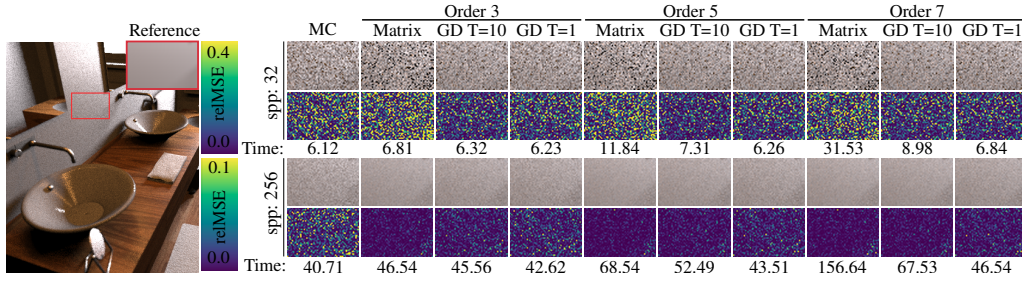 Order 3 Order 5 Order 7
Reference MC Matrix GD T=10 GD T=1 Matrix GD T=10 GD T=1 Matrix GD T=10 GD T=1
0.4
relMSE
0.0
spp: 32
Time: 6.12 6.81 6.32 6.23 11.84 7.31 6.26 31.53 8.98 6.84
0.1
relMSE
0.0
spp: 256
Time: 40.71 46.54 45.56 42.62 68.54 52.49 43.51 156.64 67.53 46.54